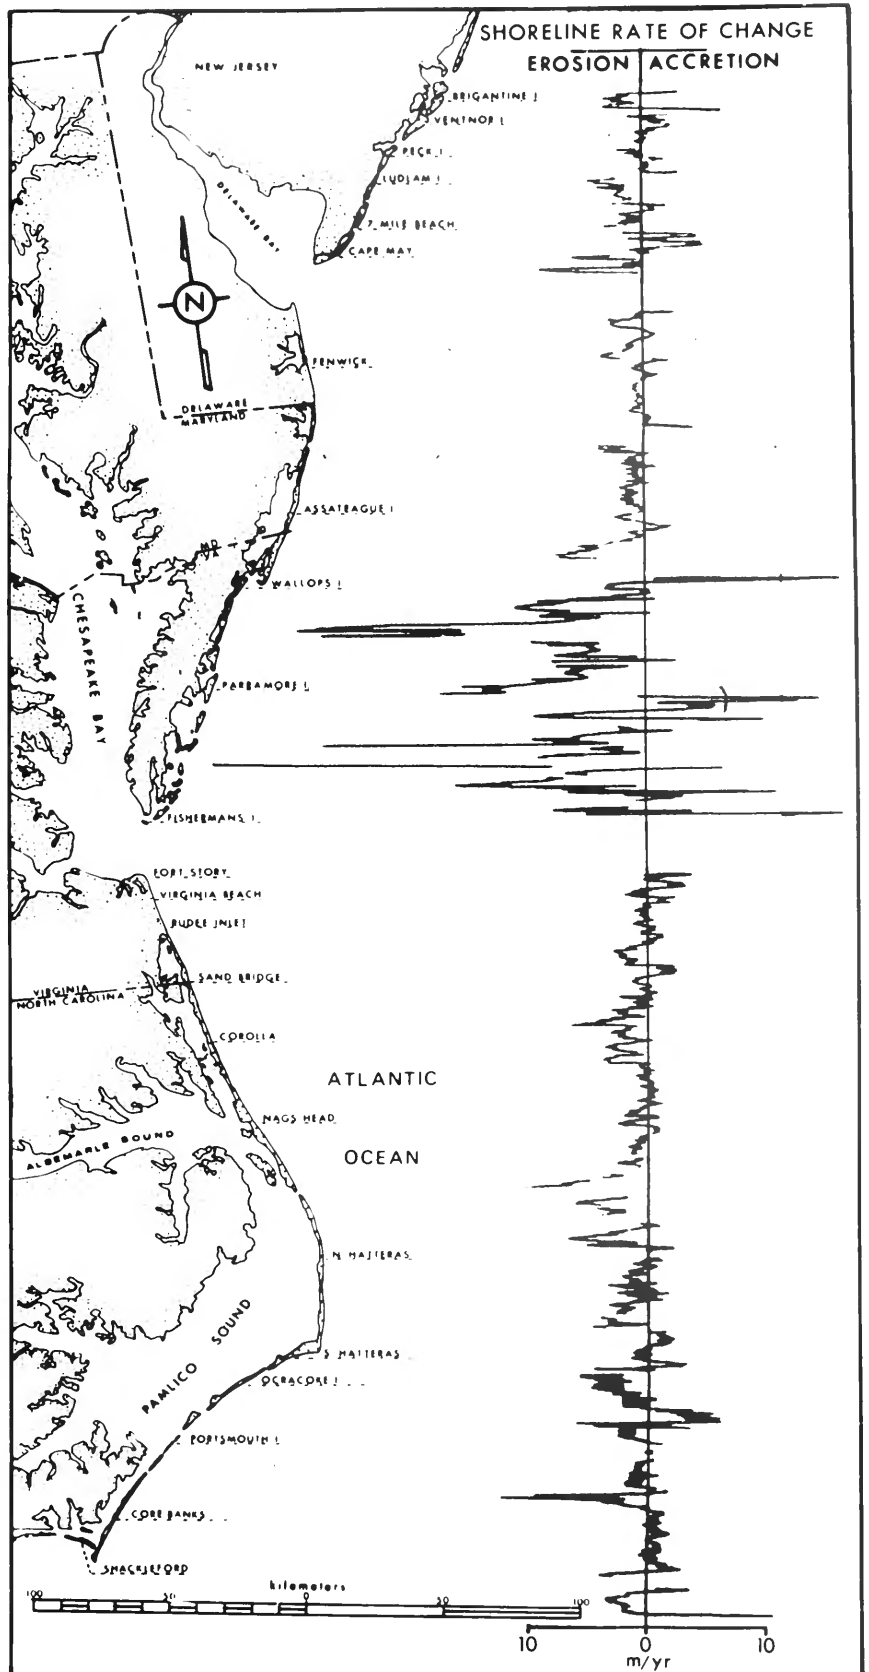 SHORELINE RATE OF CHANGE
EROSION ACCRETION
NEW JERSEY
BRIGANTINE I
VENTNOR I.
PECK I.
LUDLAM I.
7 MILE BEACH
CAPE MAY
DELAWARE BAY
N
FENWICK
DELAWARE
MARYLAND
ASSATEAGUE I
MD
VA
WALLOPS I.
CHESAPEAKE BAY
PARRAMORE I.
FISHERMANS I.
FORT STORY
VIRGINIA BEACH
RUDEE INLET
SAND BRIDGE
VIRGINIA
NORTH CAROLINA
COROLLA
ATLANTIC
NAGS HEAD
ALBEMARLE SOUND
OCEAN
N. HATTERAS
PAMLICO SOUND
S. HATTERAS
OCRACOKE I.
PORTSMOUTH I.
CORE BANKS
SHACKLEFORD
kilometers
100 50 0 50 100
10 0 10
m/yr